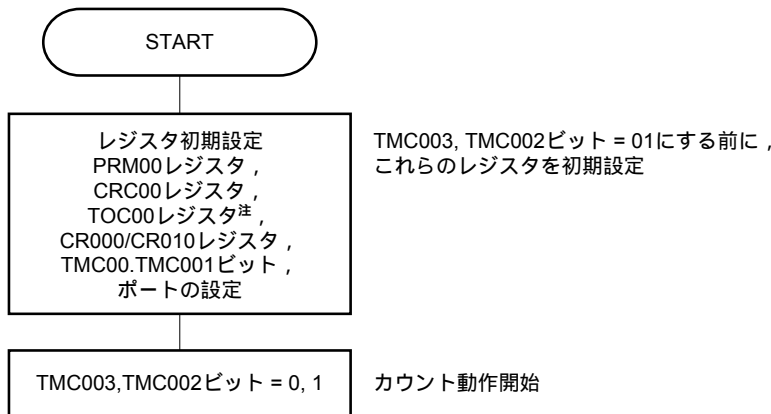 START
レジスタ初期設定
PRM00レジスタ，
CRC00レジスタ，
TOC00レジスタ注，
CR000/CR010レジスタ，
TMC00.TMC001ビット，
ポートの設定
TMC003, TMC002ビット = 01にする前に，
これらのレジスタを初期設定
TMC003,TMC002ビット = 0, 1
カウント動作開始